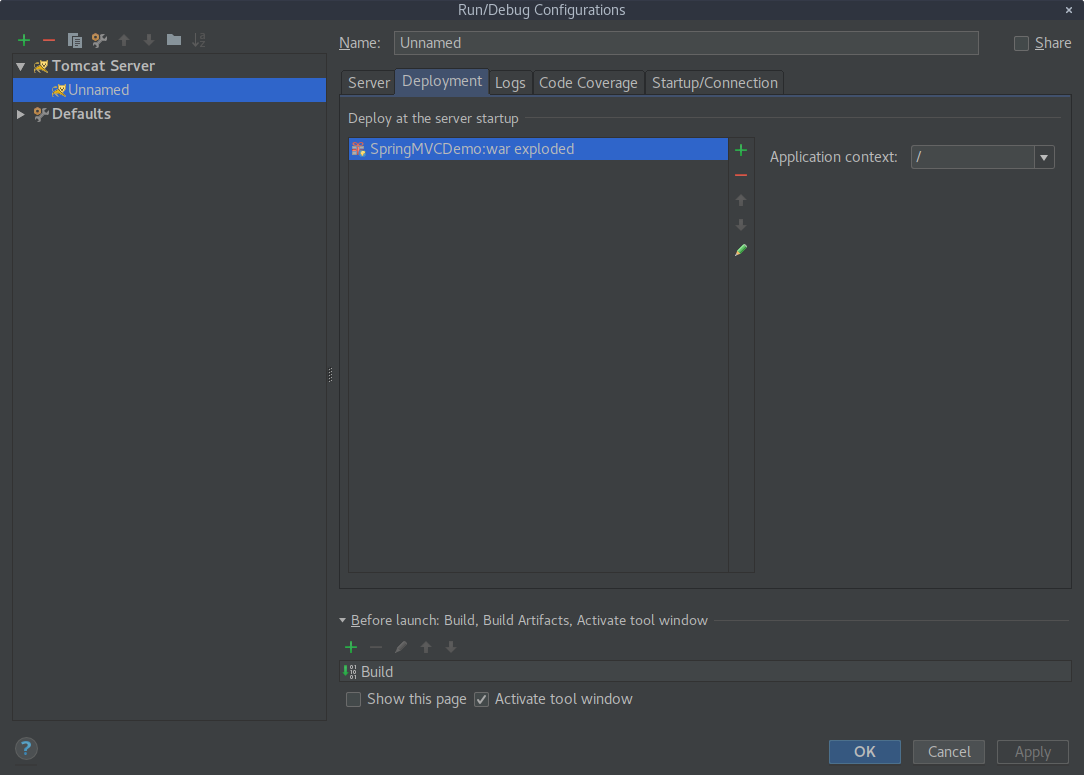 Run/Debug Configurations
Name: Unnamed
Share
Tomcat Server
Unnamed
Defaults
Server Deployment Logs Code Coverage Startup/Connection
Deploy at the server startup
SpringMVCDemo:war exploded
Application context: /
Before launch: Build, Build Artifacts, Activate tool window
Build
Show this page Activate tool window
?
OK Cancel Apply